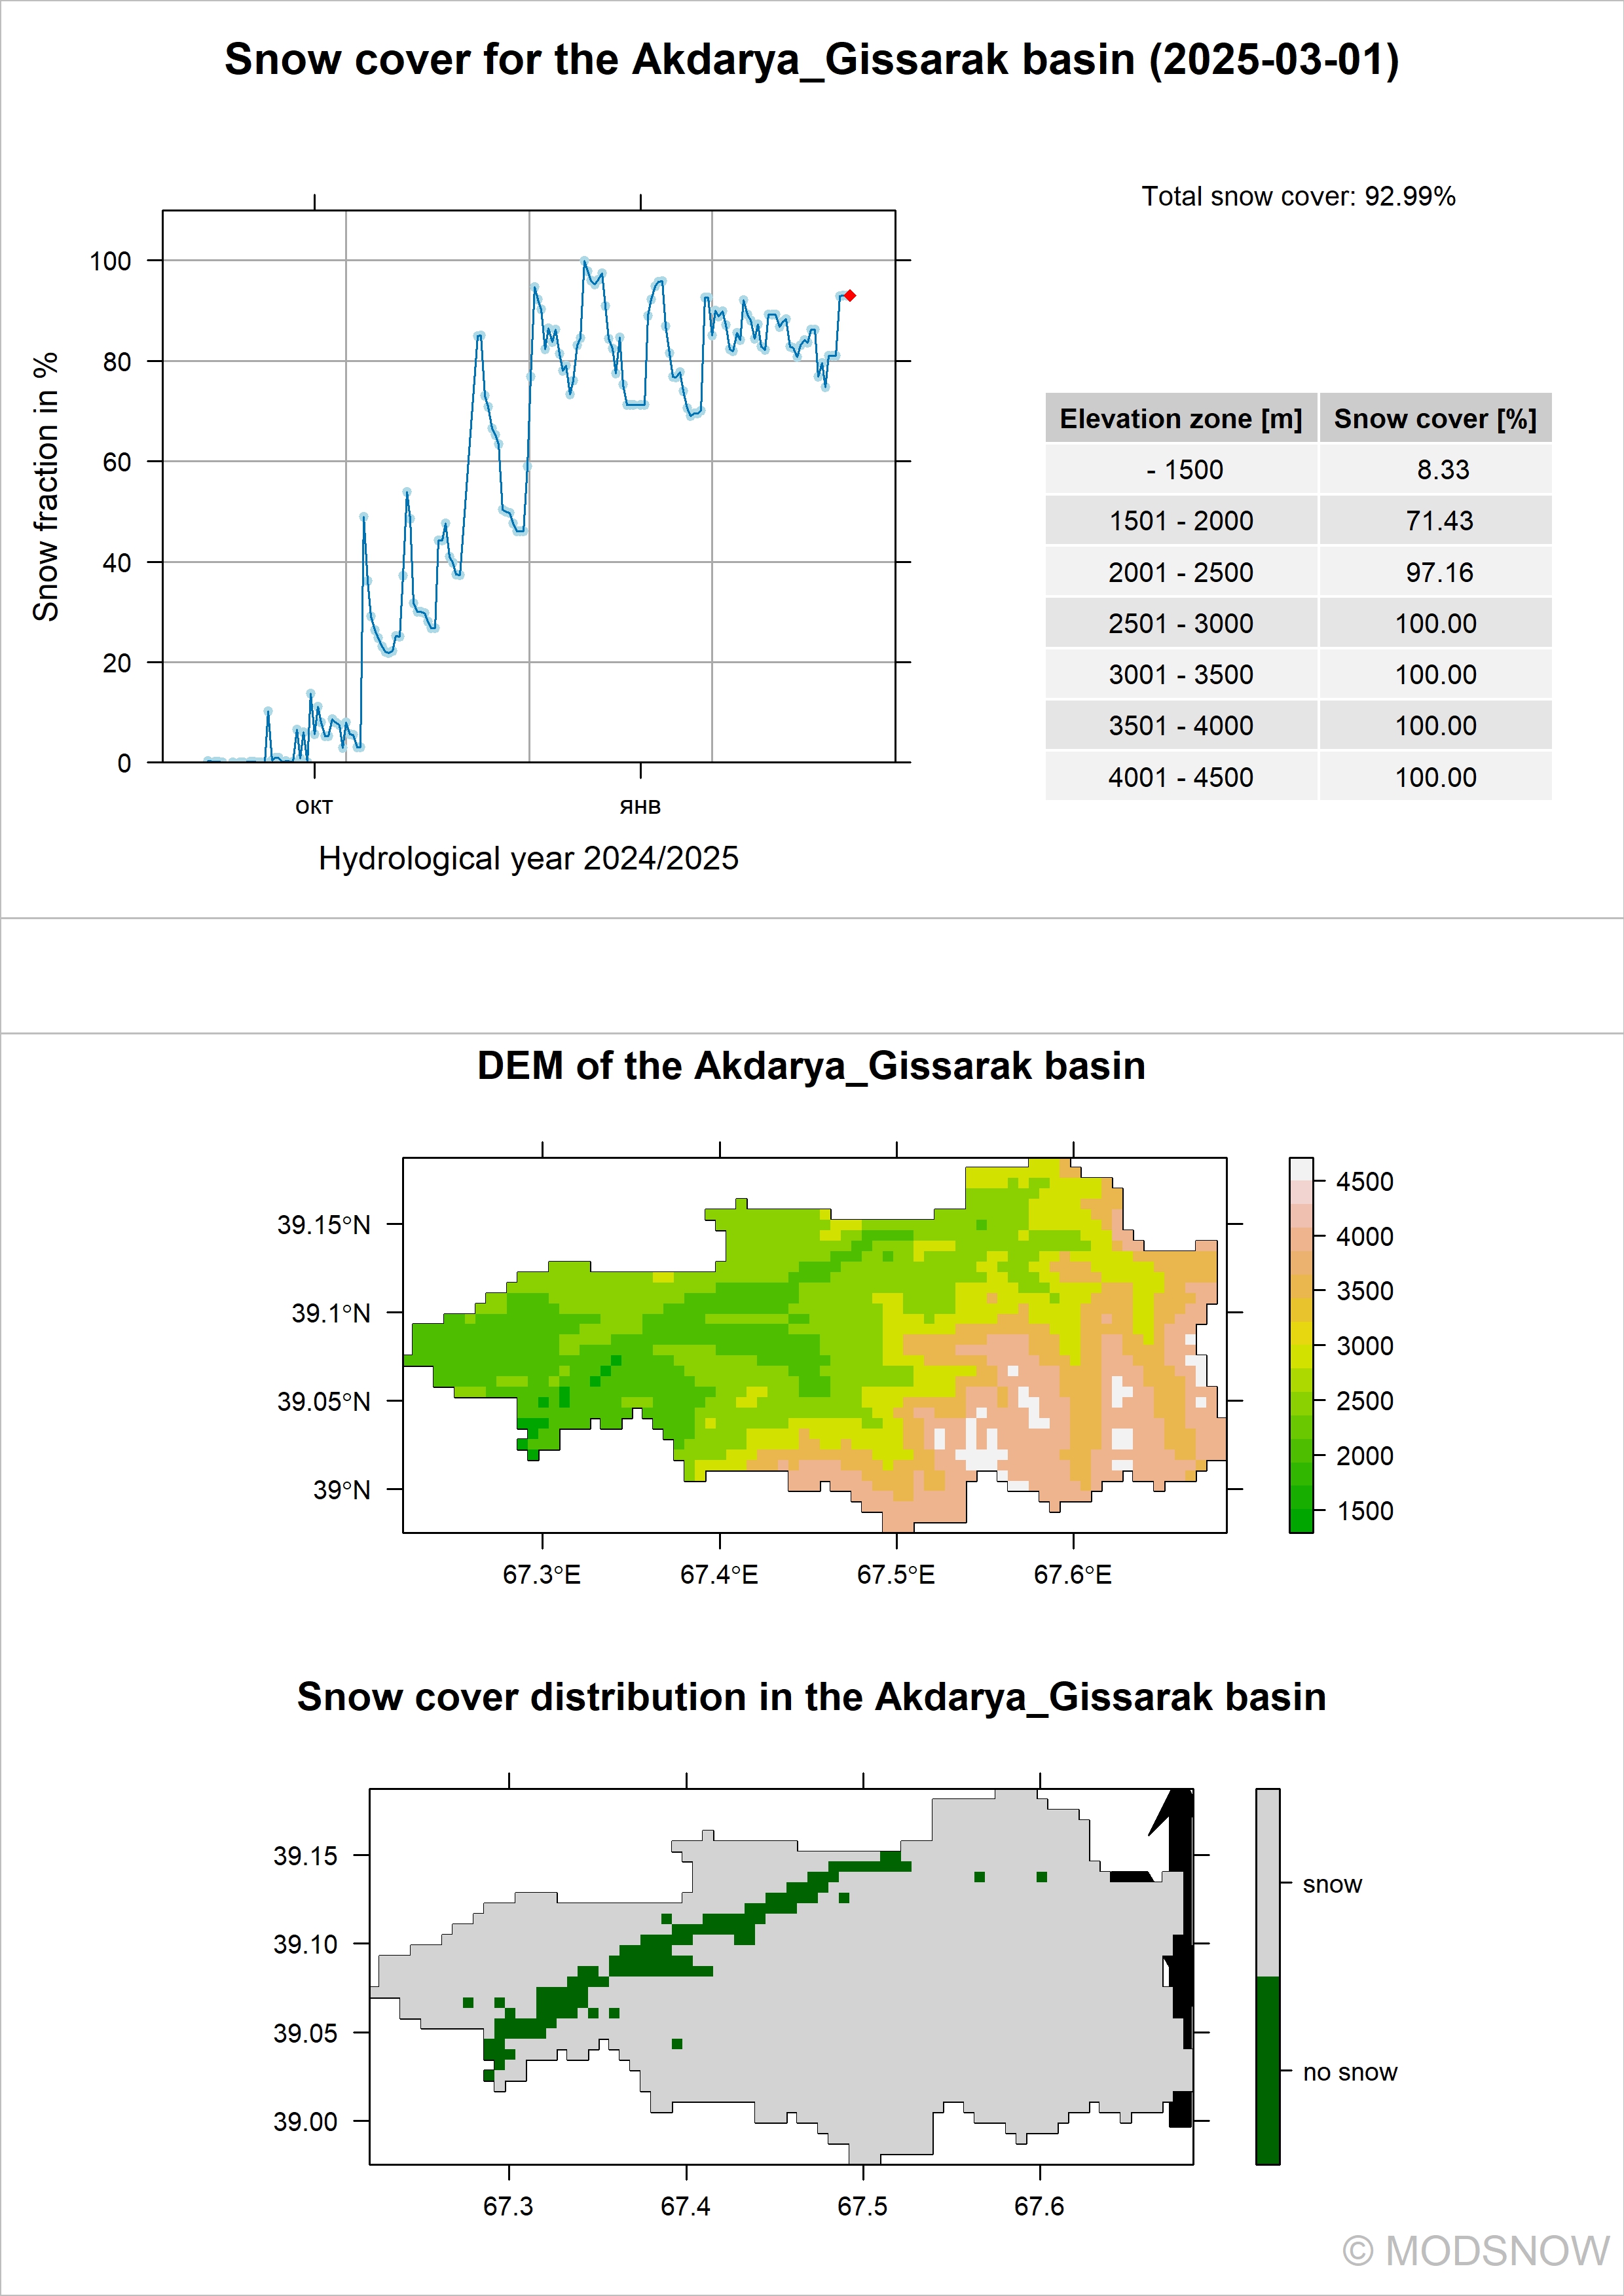 Snow cover for the Akdarya_Gissarak basin (2025-03-01)
Total snow cover: 92.99%
Snow fraction in %
100
80
60
40
20
0
окт янв
Hydrological year 2024/2025
Elevation zone [m] Snow cover [%]
- 1500 8.33
1501 - 2000 71.43
2001 - 2500 97.16
2501 - 3000 100.00
3001 - 3500 100.00
3501 - 4000 100.00
4001 - 4500 100.00
DEM of the Akdarya_Gissarak basin
39.15°N
39.1°N
39.05°N
39°N
67.3°E 67.4°E 67.5°E 67.6°E
4500
4000
3500
3000
2500
2000
1500
Snow cover distribution in the Akdarya_Gissarak basin
39.15
39.10
39.05
39.00
67.3 67.4 67.5 67.6
snow
no snow
© MODSNOW